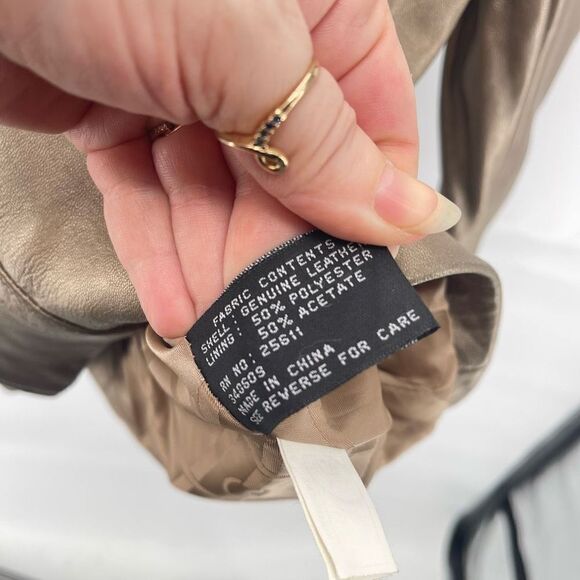 FABRIC CONTENTS
SHELL: GENUINE LEATHER
LINING: 50% POLYESTER
50% ACETATE
RN NO: 25611
340609
MADE IN CHINA
SEE REVERSE FOR CARE